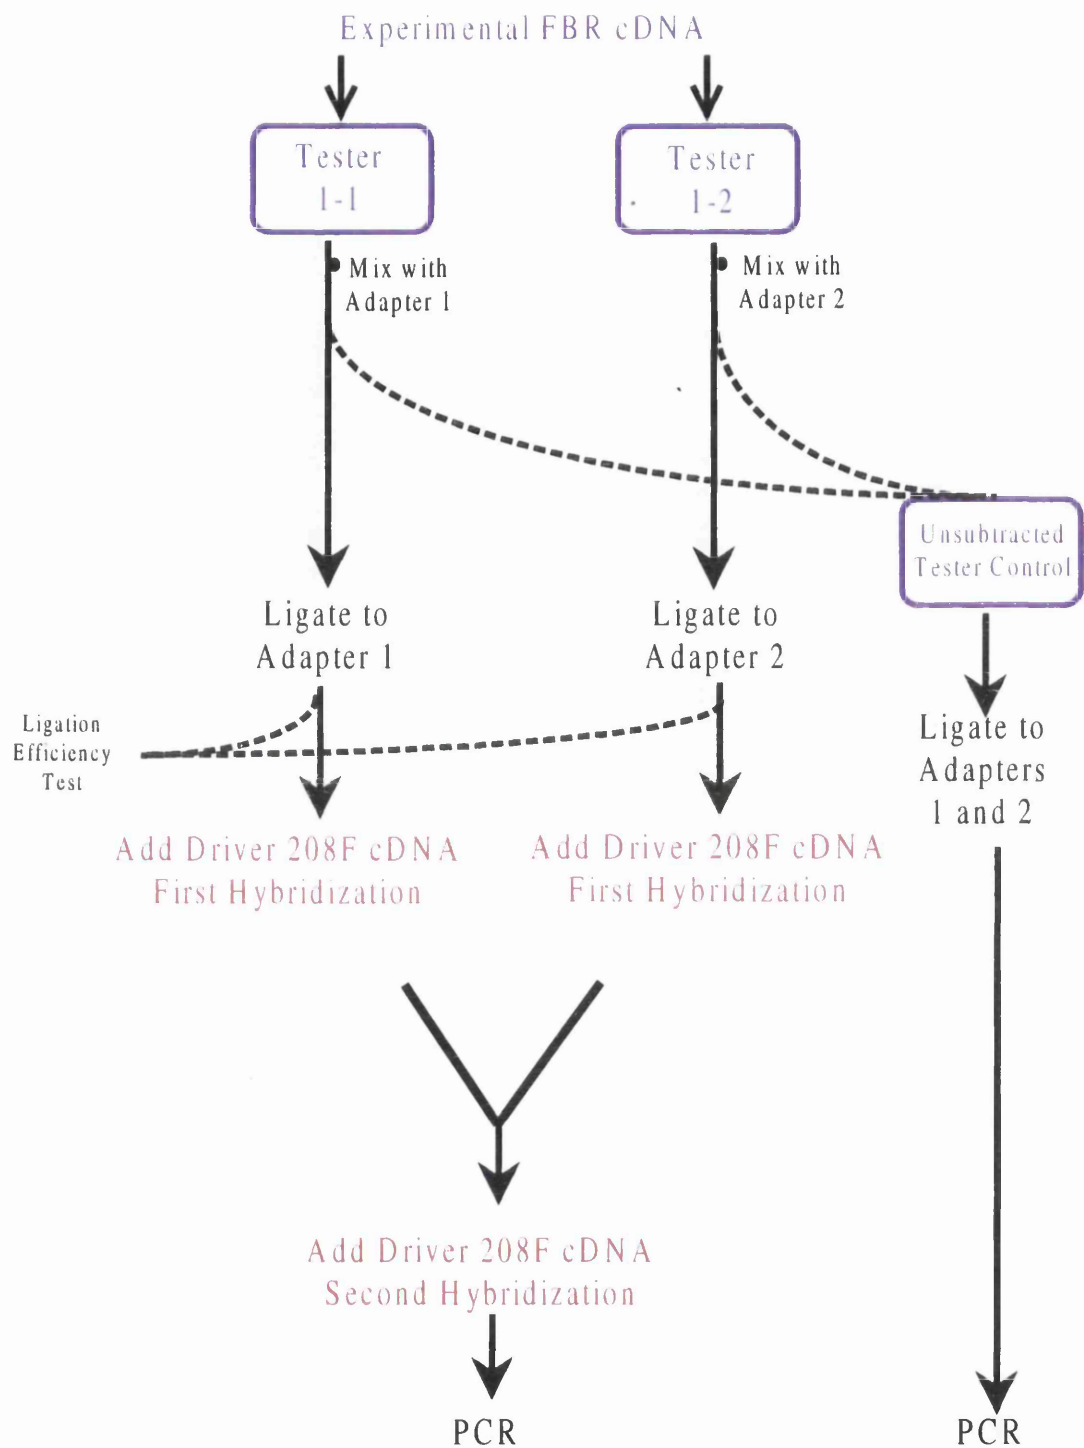 Experimental FBR cDNA
Tester
1-1
Tester
1-2
Mix with
Adapter 1
Mix with
Adapter 2
Unsubtracted
Tester Control
Ligate to
Adapter 1
Ligate to
Adapter 2
Ligation
Efficiency
Test
Ligate to
Adapters
1 and 2
Add Driver 208F cDNA
First Hybridization
Add Driver 208F cDNA
First Hybridization
Add Driver 208F cDNA
Second Hybridization
PCR
PCR